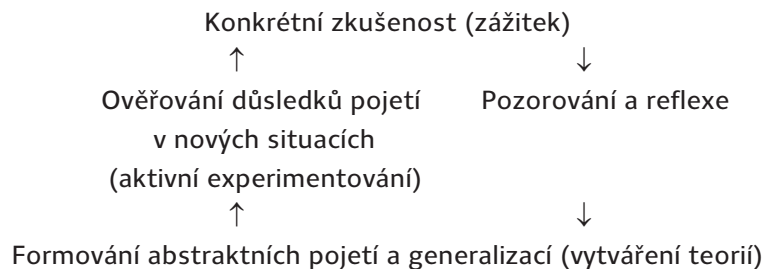 Konkrétní zkušenost (zážitek)
↑ ↓
Ověřování důsledků pojetí Pozorování a reflexe
v nových situacích
(aktivní experimentování)
↑ ↓
Formování abstraktních pojetí a generalizací (vytváření teorií)